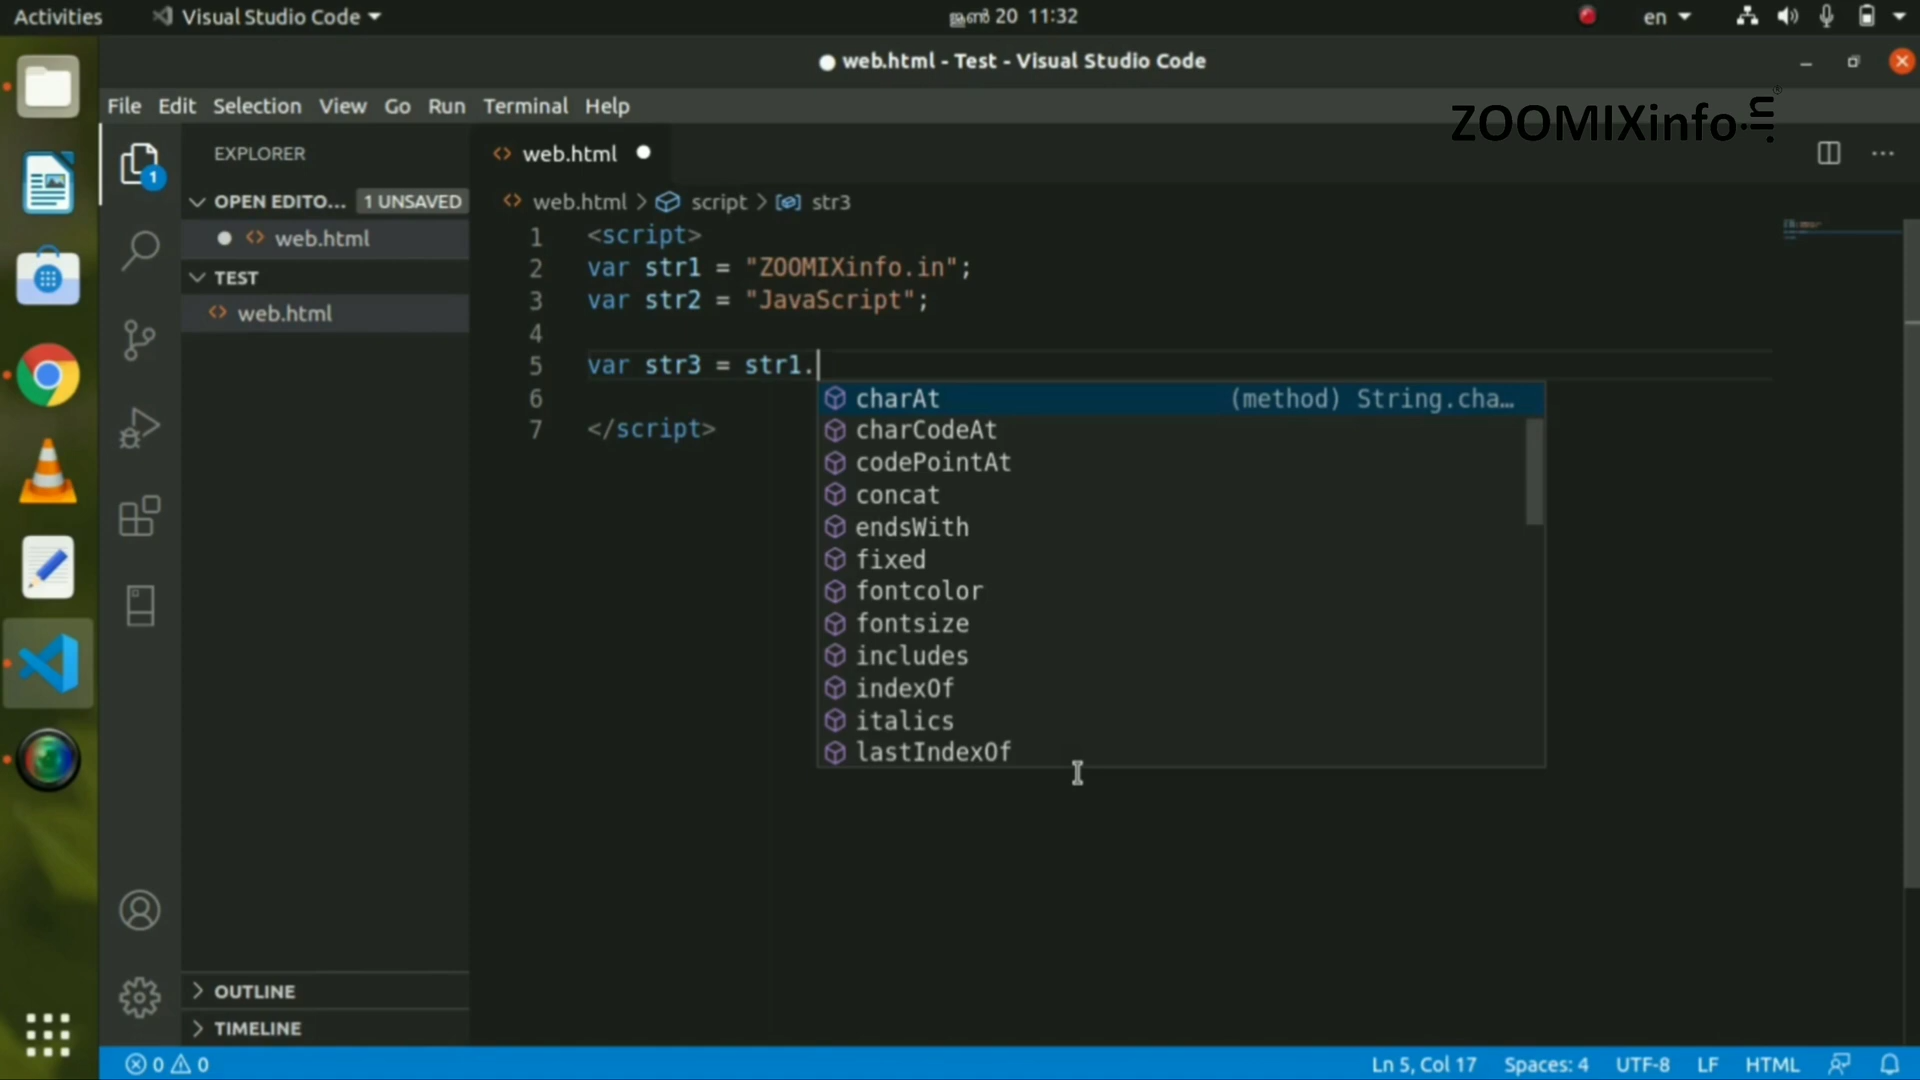 Activities
Visual Studio Code
ജൂൺ 20 11:32
en
web.html - Test - Visual Studio Code
File Edit Selection View Go Run Terminal Help
ZOOMIXinfo.in
EXPLORER
web.html
1
OPEN EDITO... 1 UNSAVED
web.html > script > str3
web.html
TEST
web.html
1 <script>
2 var str1 = "ZOOMIXinfo.in";
3 var str2 = "JavaScript";
4
5 var str3 = str1.
6
7 </script>
charAt (method) String.cha...
charCodeAt
codePointAt
concat
endsWith
fixed
fontcolor
fontsize
includes
indexOf
italics
lastIndexOf
OUTLINE
TIMELINE
0 0
Ln 5, Col 17 Spaces: 4 UTF-8 LF HTML